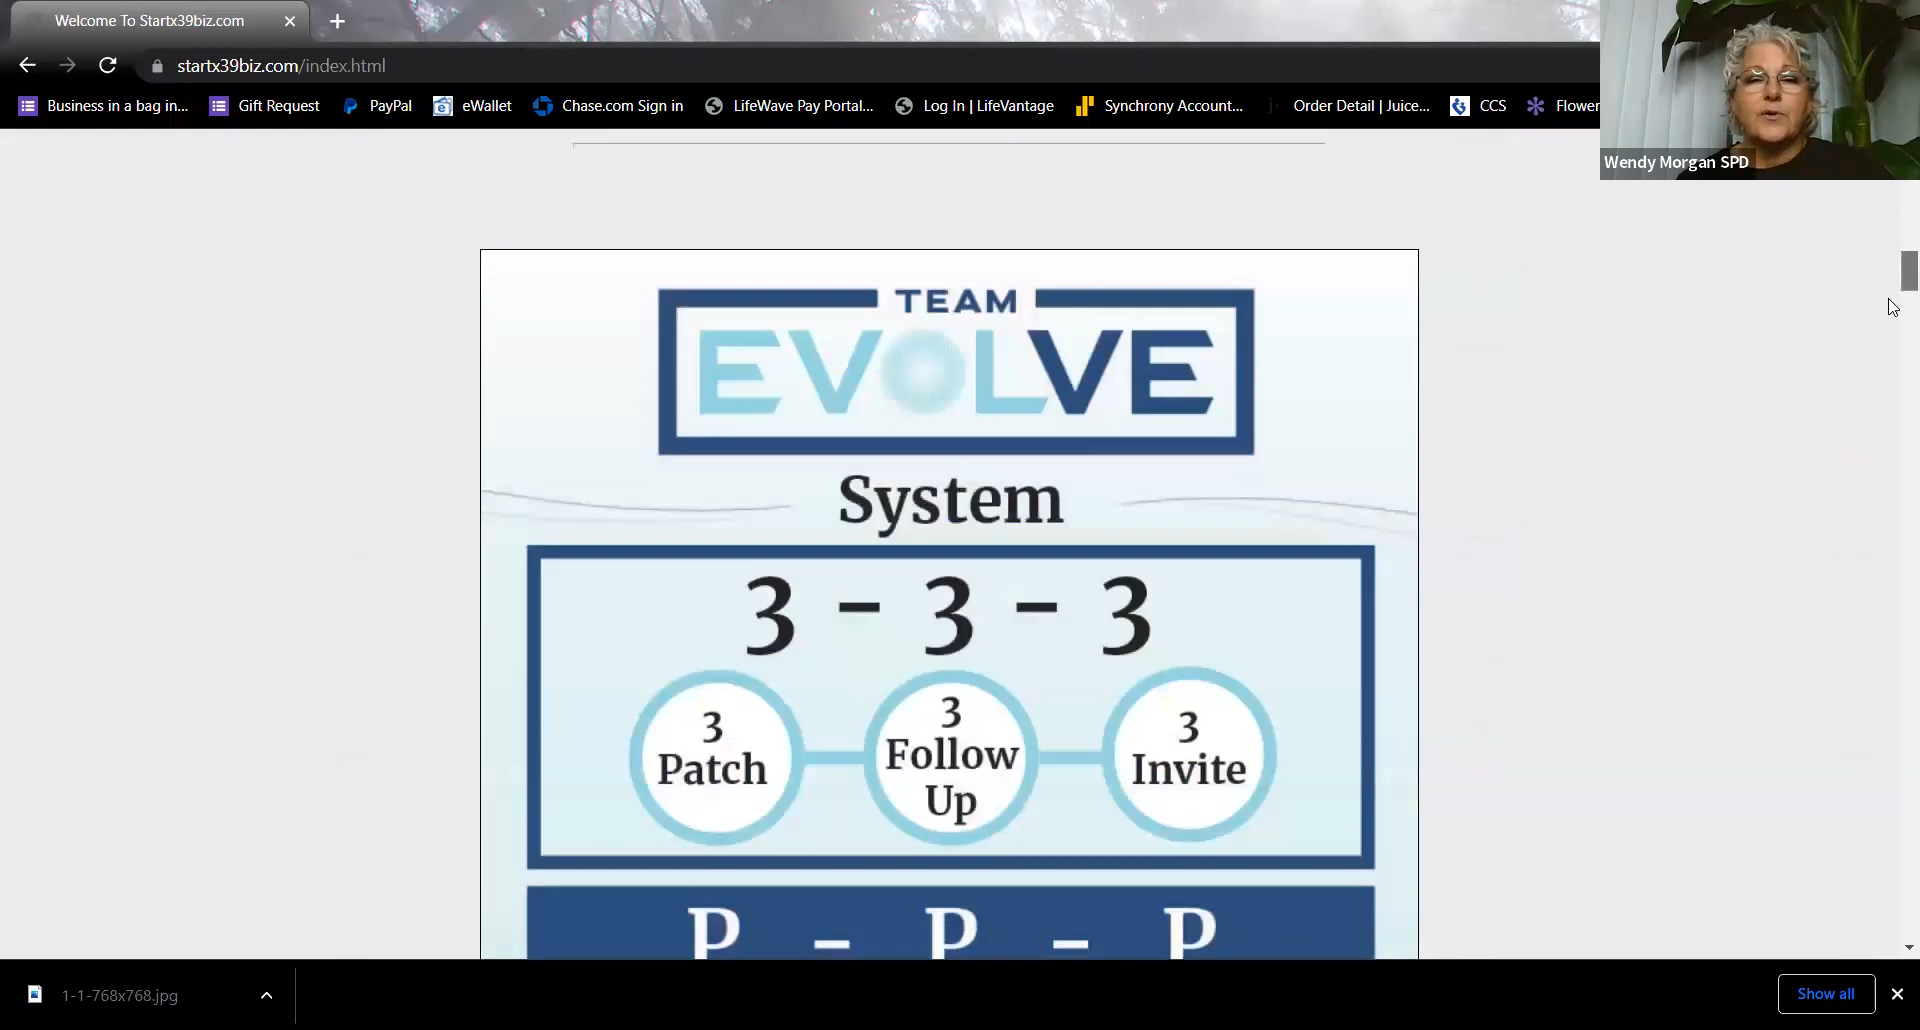 Welcome To Startx39biz.com
startx39biz.com/index.html
Business in a bag in... Gift Request PayPal eWallet Chase.com Sign in LifeWave Pay Portal... Log In | LifeVantage Synchrony Account... Order Detail | Juice... CCS Flower
Wendy Morgan SPD
TEAM
EVOLVE
System
3 - 3 - 3
3
Patch
3
Follow
Up
3
Invite
P - P - P
1-1-768x768.jpg
Show all